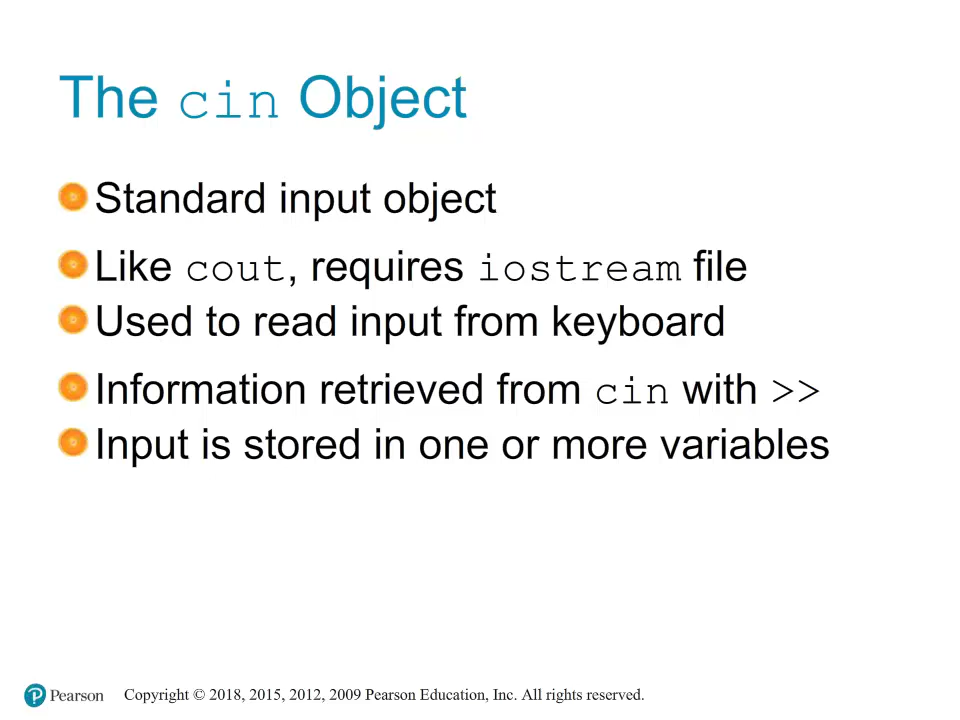 The cin Object
Standard input object
Like cout, requires iostream file
Used to read input from keyboard
Information retrieved from cin with >>
Input is stored in one or more variables
Pearson Copyright © 2018, 2015, 2012, 2009 Pearson Education, Inc. All rights reserved.